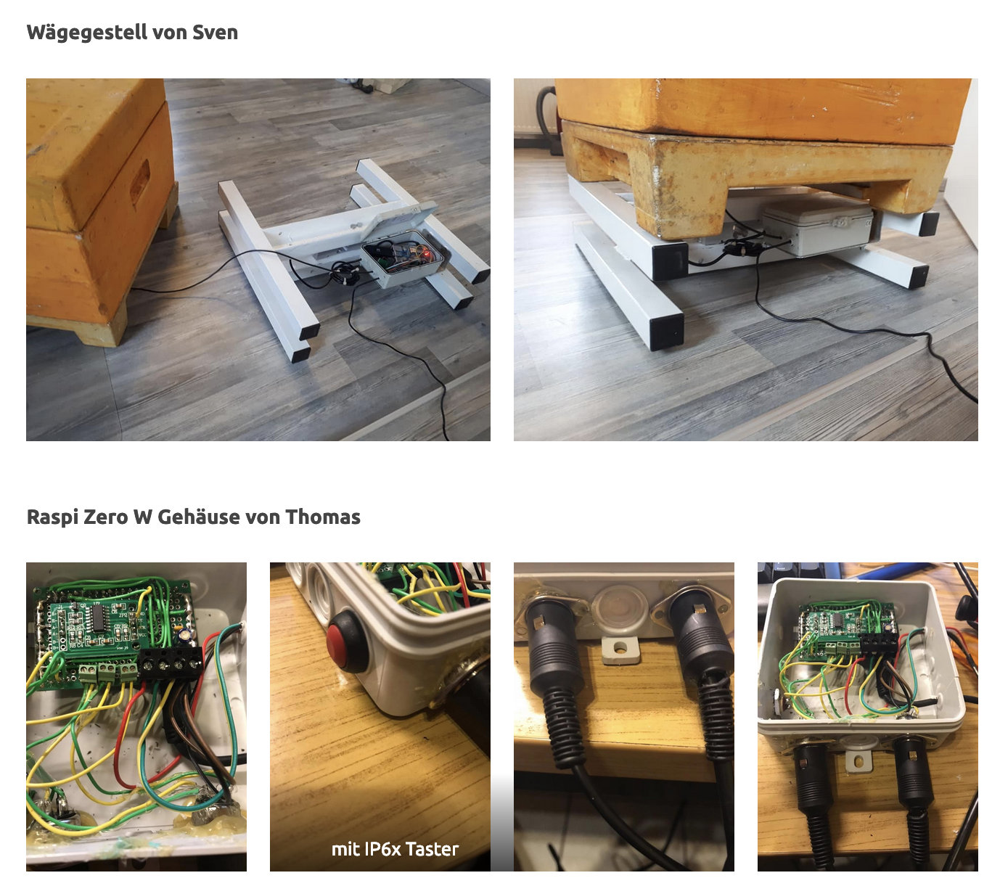 Wägegestell von Sven
Raspi Zero W Gehäuse von Thomas
mit IP6x Taster